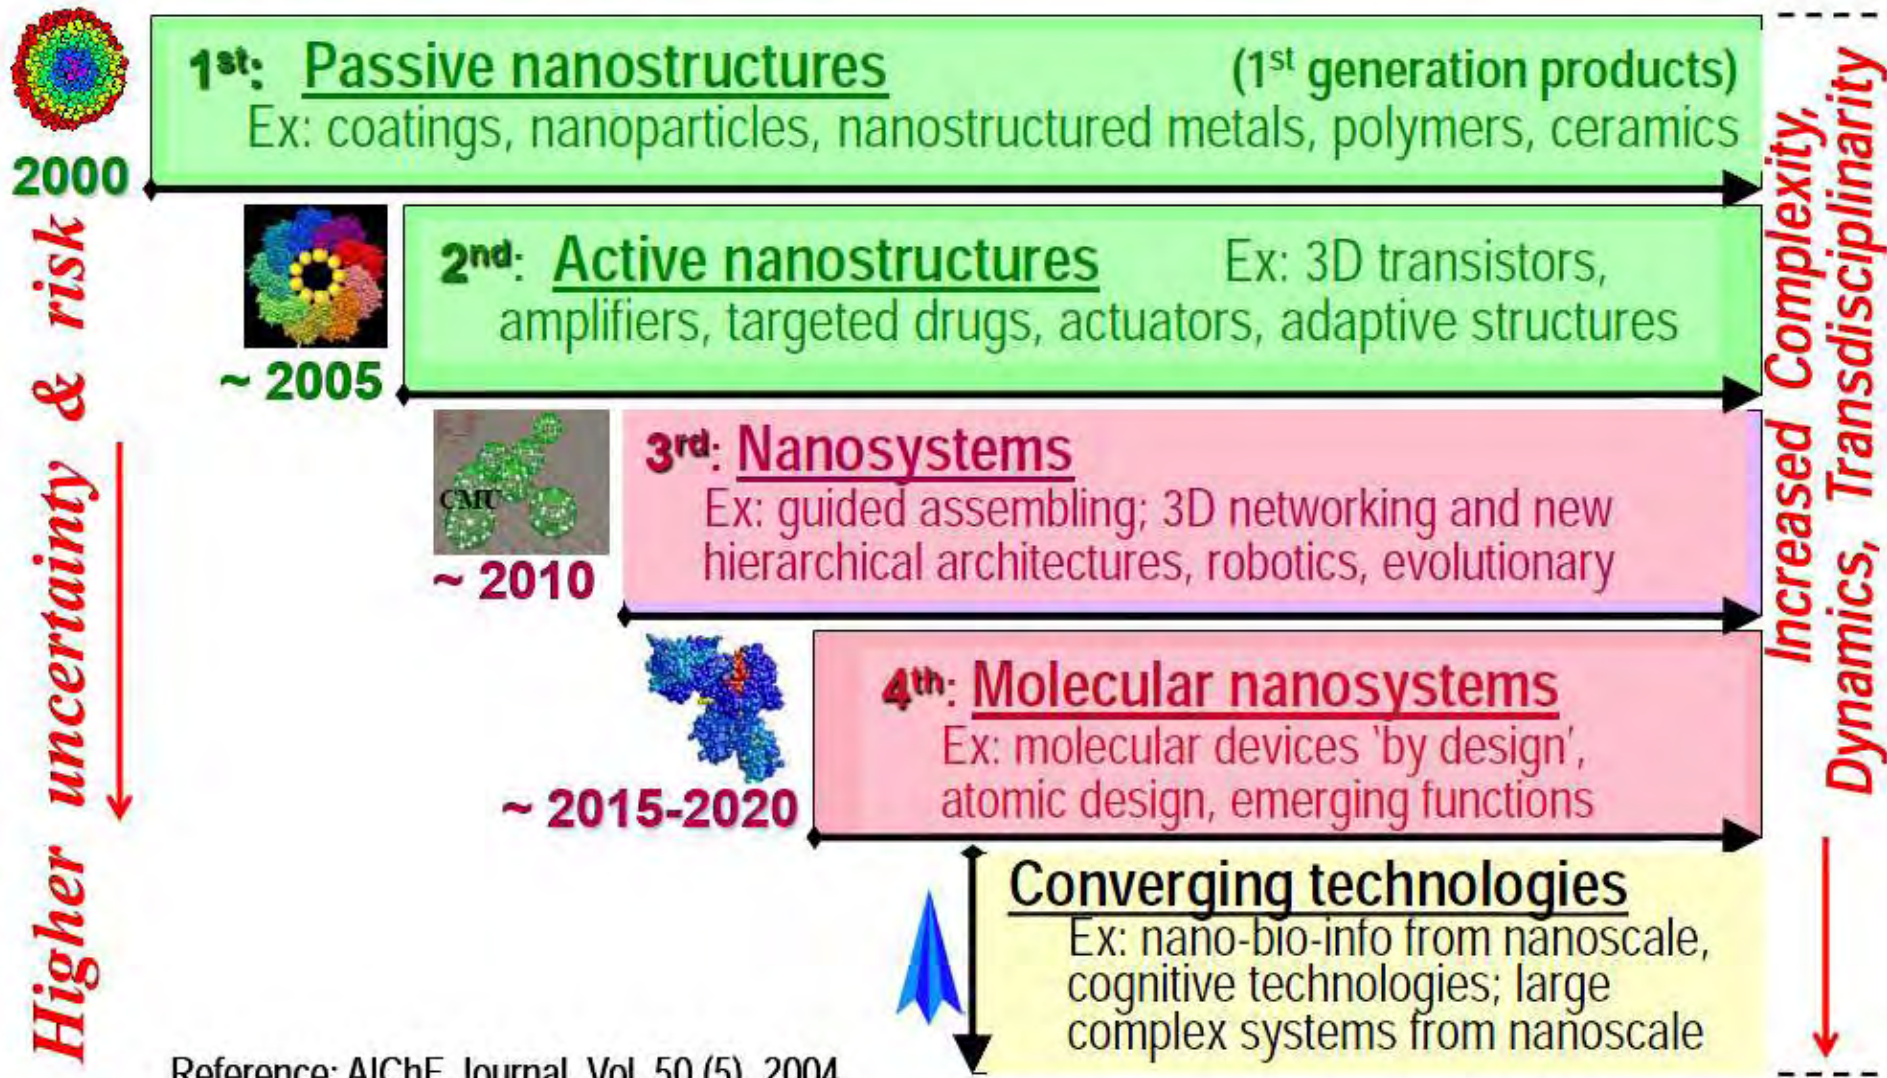 1st: Passive nanostructures (1st generation products)
Ex: coatings, nanoparticles, nanostructured metals, polymers, ceramics
2000
2nd: Active nanostructures Ex: 3D transistors,
amplifiers, targeted drugs, actuators, adaptive structures
~ 2005
3rd: Nanosystems
Ex: guided assembling; 3D networking and new
hierarchical architectures, robotics, evolutionary
CMU
~ 2010
4th: Molecular nanosystems
Ex: molecular devices 'by design',
atomic design, emerging functions
~ 2015-2020
Converging technologies
Ex: nano-bio-info from nanoscale,
cognitive technologies; large
complex systems from nanoscale
Higher uncertainty & risk
Increased Complexity,
Dynamics, Transdisciplinarity
Reference: AIChE Journal, Vol. 50 (5), 2004